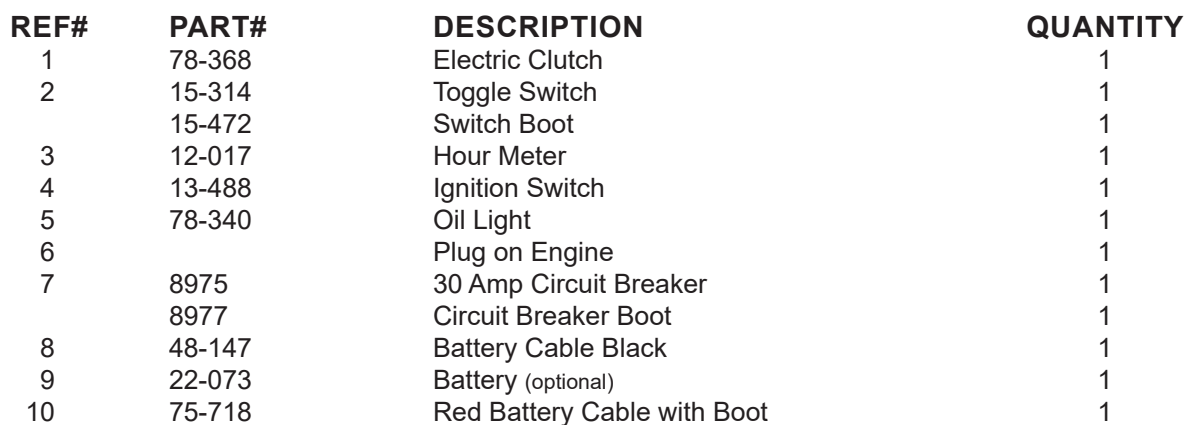 REF# PART# DESCRIPTION QUANTITY
1 78-368 Electric Clutch 1
2 15-314 Toggle Switch 1
15-472 Switch Boot 1
3 12-017 Hour Meter 1
4 13-488 Ignition Switch 1
5 78-340 Oil Light 1
6 Plug on Engine 1
7 8975 30 Amp Circuit Breaker 1
8977 Circuit Breaker Boot 1
8 48-147 Battery Cable Black 1
9 22-073 Battery (optional) 1
10 75-718 Red Battery Cable with Boot 1